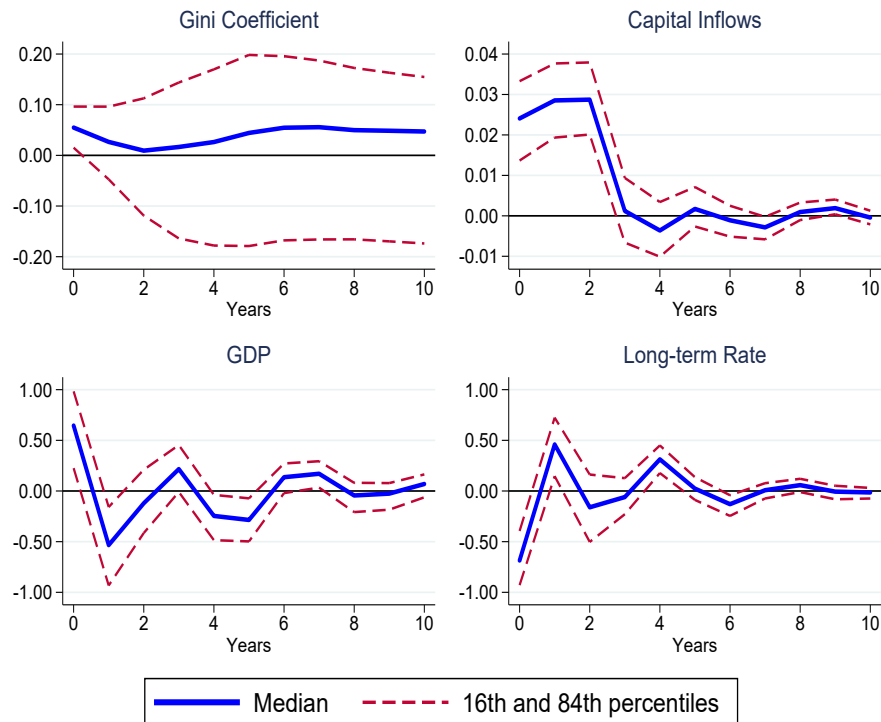 Gini Coefficient
0.20
0.10
0.00
-0.10
-0.20
0 2 4 6 8 10
Years
Capital Inflows
0.04
0.03
0.02
0.01
0.00
-0.01
0 2 4 6 8 10
Years
GDP
1.00
0.50
0.00
-0.50
-1.00
0 2 4 6 8 10
Years
Long-term Rate
1.00
0.50
0.00
-0.50
-1.00
0 2 4 6 8 10
Years
Median 16th and 84th percentiles